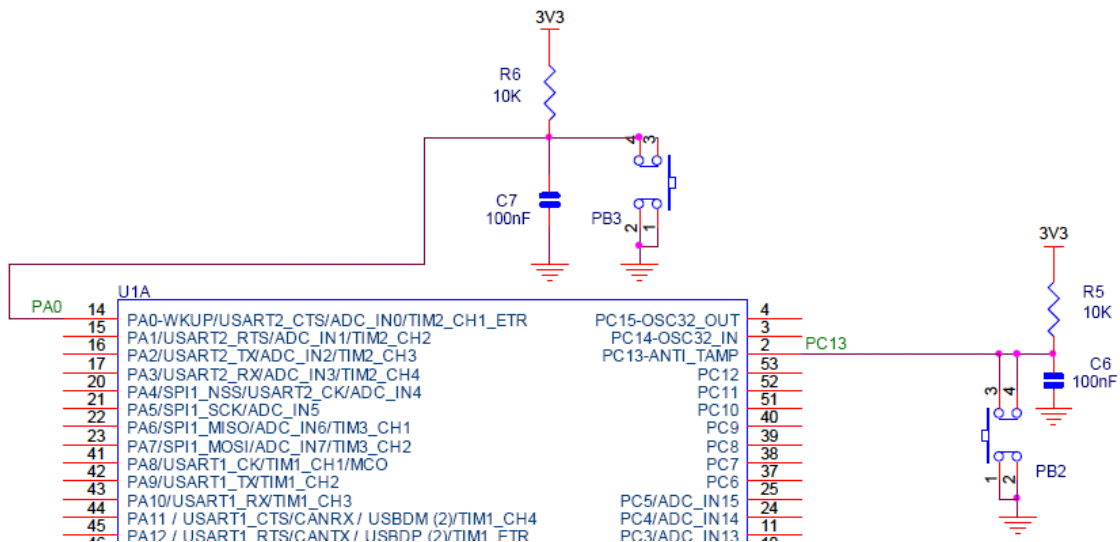 3V3
R6
10K
4 3
C7
100nF
PB3
2 1
3V3
R5
10K
PA0
U1A
14 PA0-WKUP/USART2_CTS/ADC_IN0/TIM2_CH1_ETR
15 PA1/USART2_RTS/ADC_IN1/TIM2_CH2
16 PA2/USART2_TX/ADC_IN2/TIM2_CH3
17 PA3/USART2_RX/ADC_IN3/TIM2_CH4
20 PA4/SPI1_NSS/USART2_CK/ADC_IN4
21 PA5/SPI1_SCK/ADC_IN5
22 PA6/SPI1_MISO/ADC_IN6/TIM3_CH1
23 PA7/SPI1_MOSI/ADC_IN7/TIM3_CH2
41 PA8/USART1_CK/TIM1_CH1/MCO
42 PA9/USART1_TX/TIM1_CH2
43 PA10/USART1_RX/TIM1_CH3
44 PA11 / USART1_CTS/CANRX / USBDM (2)/TIM1_CH4
45 PA12 / USART1_RTS/CANTX / USBDP (2)/TIM1_ETR
46
PC15-OSC32_OUT 4
PC14-OSC32_IN 3
PC13-ANTI_TAMP 2
PC12 53
PC11 52
PC10 51
PC9 40
PC8 39
PC7 38
PC6 37
PC5/ADC_IN15 25
PC4/ADC_IN14 24
PC3/ADC_IN13 11
PC13
C6
100nF
3 4
PB2
1 2